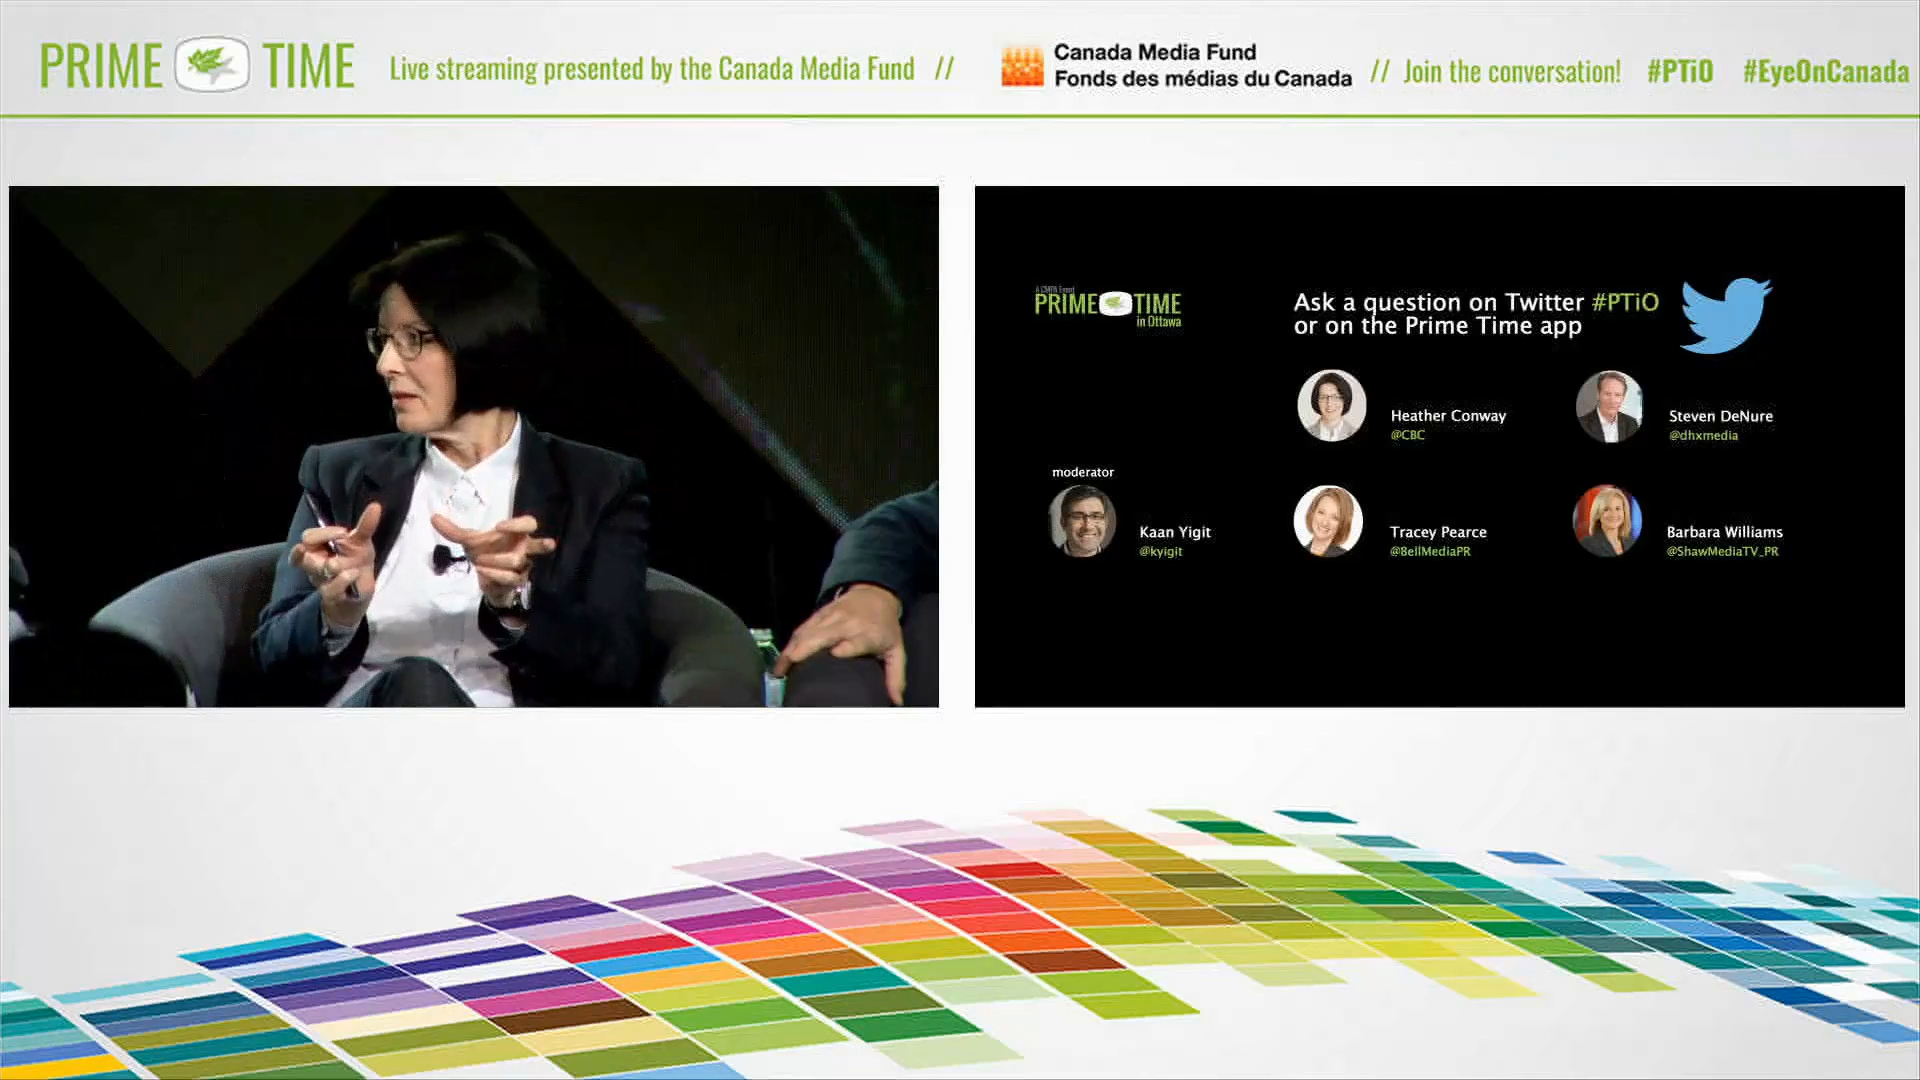 PRIME TIME
Live streaming presented by the Canada Media Fund //
Canada Media Fund
Fonds des médias du Canada
// Join the conversation! #PTiO #EyeOnCanada
A CMPA Event
PRIME TIME
in Ottawa
Ask a question on Twitter #PTiO
or on the Prime Time app
Heather Conway
@CBC
Steven DeNure
@dhxmedia
moderator
Kaan Yigit
@kyigit
Tracey Pearce
@BellMediaPR
Barbara Williams
@ShawMediaTV_PR